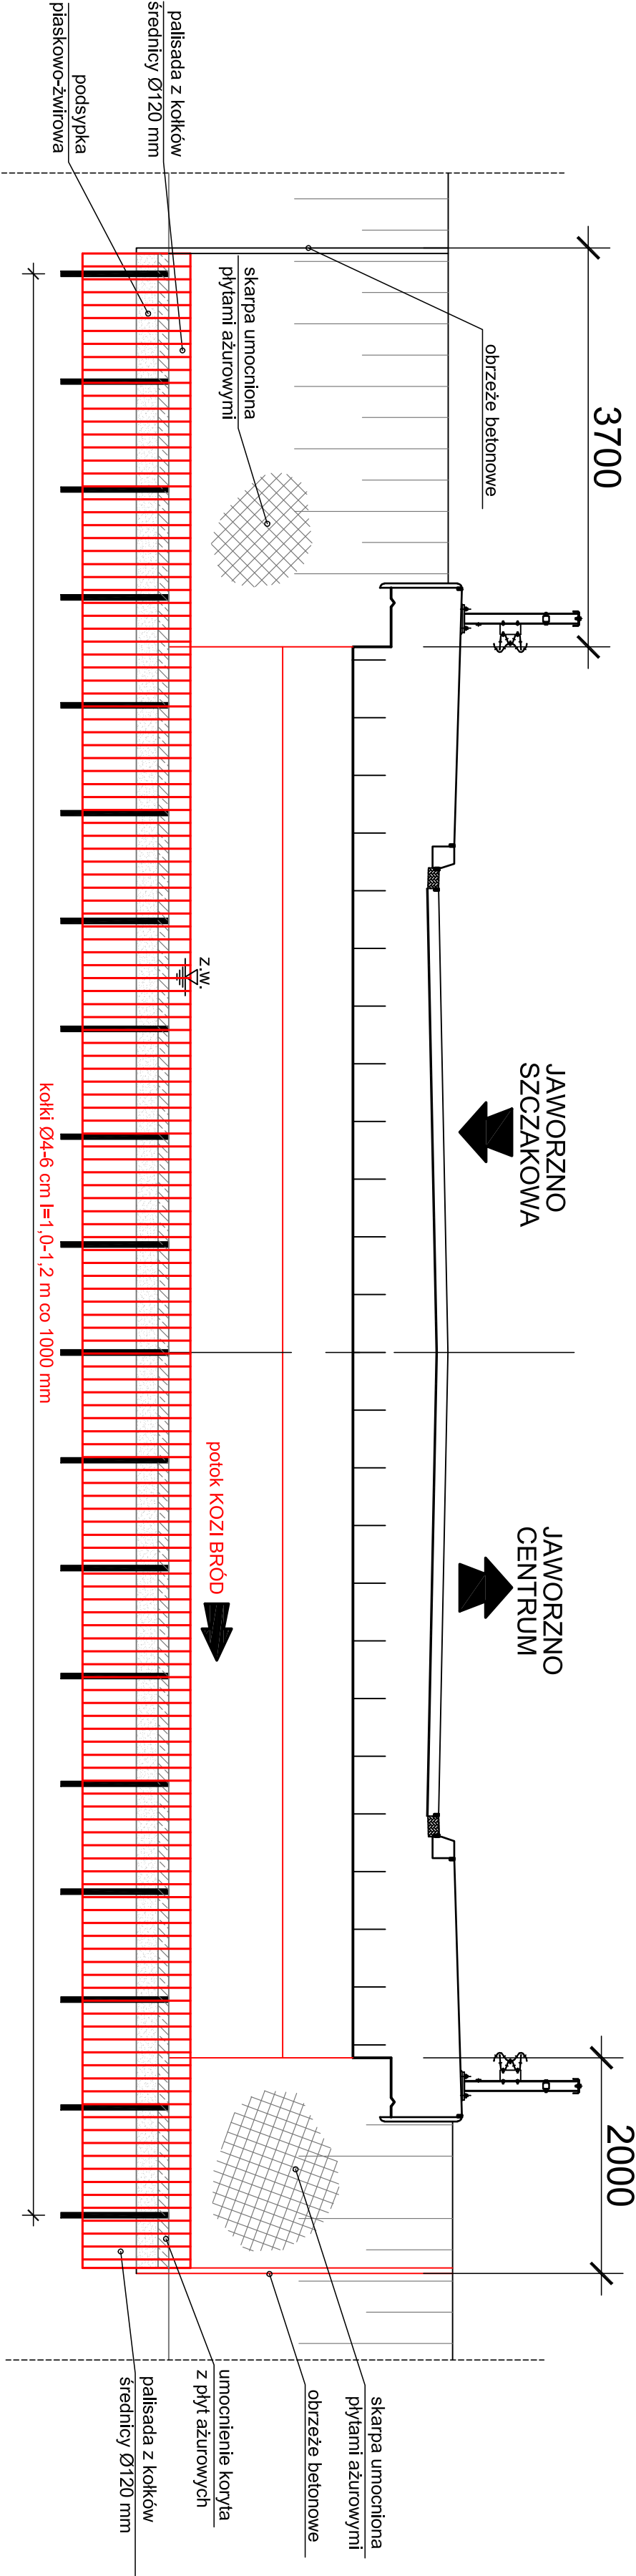 3700
2000
JAWORZNO
SZCZAKOWA
JAWORZNO
CENTRUM
obrzeże betonowe
skarpa umocniona
płytami ażurowymi
palisada z kołków
średnicy Ø120 mm
podsypka
piaskowo-żwirowa
z.w.
potok KOZI BRÓD
kołki Ø4-6 cm l=1,0-1,2 m co 1000 mm
skarpa umocniona
płytami ażurowymi
obrzeże betonowe
umocnienie koryta
z płyt ażurowych
palisada z kołków
średnicy Ø120 mm